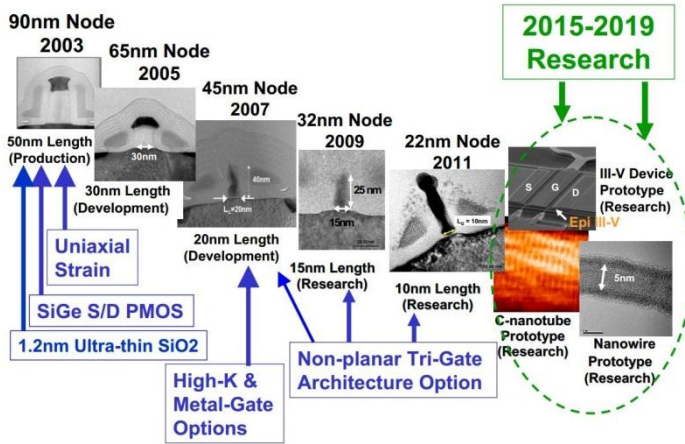 90nm Node
2003
50nm Length
(Production)
65nm Node
2005
30nm
30nm Length
(Development)
45nm Node
2007
40nm
20nm Length
(Development)
32nm Node
2009
25 nm
15nm
15nm Length
(Research)
22nm Node
2011
10nm Length
(Research)
2015-2019
Research
S
G
D
III-V Device
Prototype
(Research)
Epi III-V
5nm
C-nanotube
Prototype
(Research)
Nanowire
Prototype
(Research)
Uniaxial
Strain
SiGe S/D PMOS
1.2nm Ultra-thin SiO2
High-K &
Metal-Gate
Options
Non-planar Tri-Gate
Architecture Option